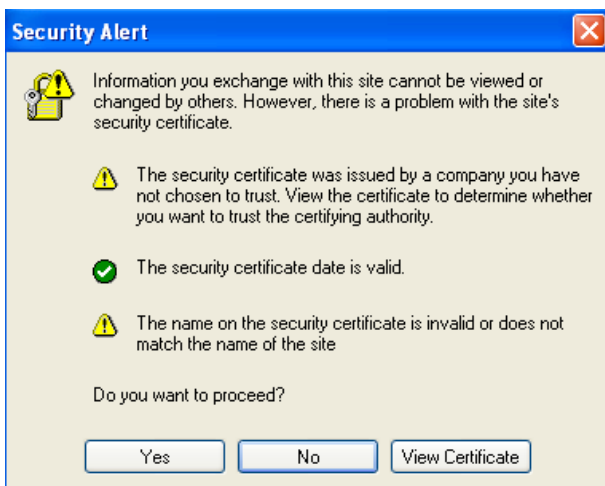 Security Alert
Information you exchange with this site cannot be viewed or
changed by others. However, there is a problem with the site's
security certificate.
The security certificate was issued by a company you have
not chosen to trust. View the certificate to determine whether
you want to trust the certifying authority.
The security certificate date is valid.
The name on the security certificate is invalid or does not
match the name of the site
Do you want to proceed?
Yes No View Certificate